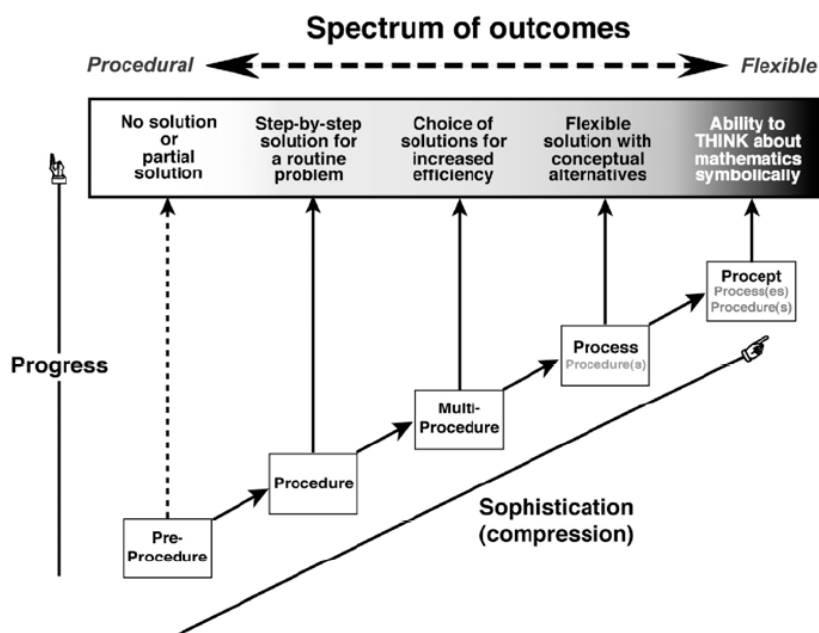 Spectrum of outcomes
Procedural
Flexible
No solution
or
partial
solution
Step-by-step
solution for
a routine
problem
Choice of
solutions for
increased
efficiency
Flexible
solution with
conceptual
alternatives
Ability to
THINK about
mathematics
symbolically
Procept
Process(es)
Procedure(s)
Process
Procedure(s)
Progress
Multi-
Procedure
Procedure
Sophistication
(compression)
Pre-
Procedure